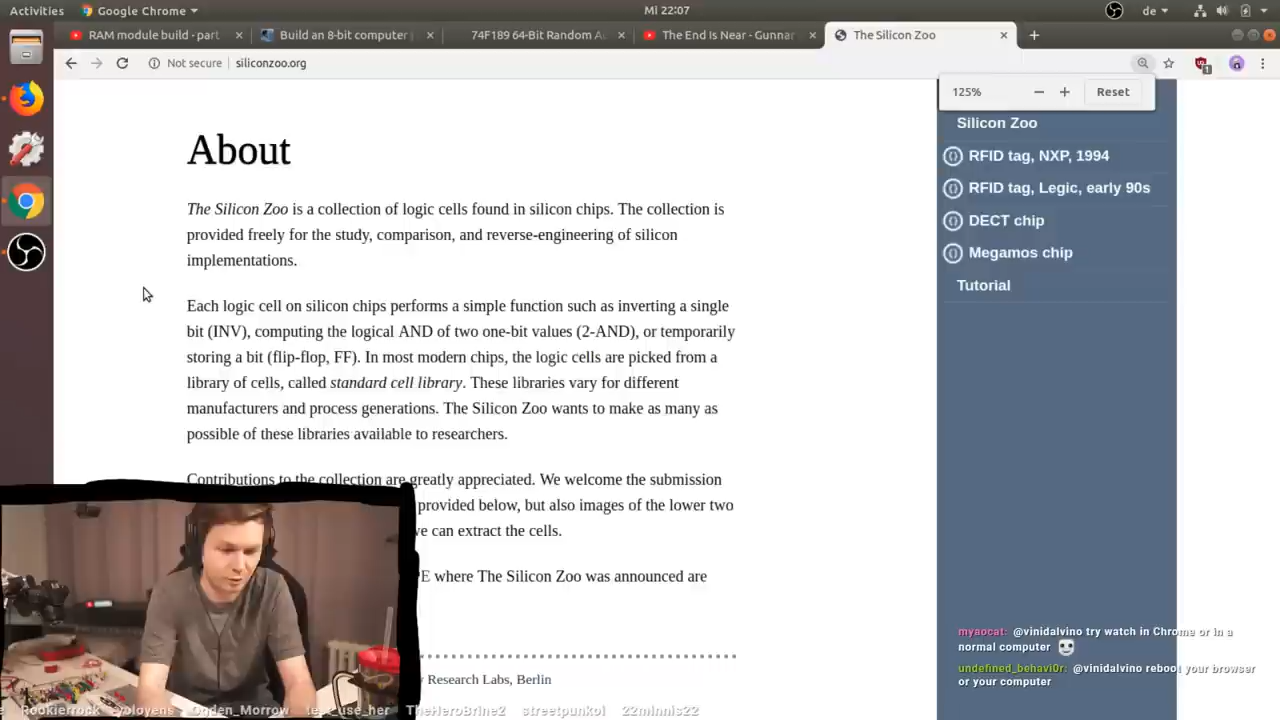 Activities
Google Chrome
Mi 22:07
de
RAM module build - part
Build an 8-bit computer
74F189 64-Bit Random A
The End Is Near - Gunnar
The Silicon Zoo
Not secure
siliconzoo.org
1
125%
Reset
About
The Silicon Zoo is a collection of logic cells found in silicon chips. The collection is
provided freely for the study, comparison, and reverse-engineering of silicon
implementations.
Each logic cell on silicon chips performs a simple function such as inverting a single
bit (INV), computing the logical AND of two one-bit values (2-AND), or temporarily
storing a bit (flip-flop, FF). In most modern chips, the logic cells are picked from a
library of cells, called standard cell library. These libraries vary for different
manufacturers and process generations. The Silicon Zoo wants to make as many as
possible of these libraries available to researchers.
Contributions to the collection are greatly appreciated. We welcome the submission
provided below, but also images of the lower two
we can extract the cells.
where The Silicon Zoo was announced are
Research Labs, Berlin
Silicon Zoo
RFID tag, NXP, 1994
RFID tag, Legic, early 90s
DECT chip
Megamos chip
Tutorial
myaocat: @vinidalvino try watch in Chrome or in a
normal computer
undefined_behavi0r: @vinidalvino reboot your browser
or your computer
Rookierrock
Ogden_Morrow
TheHeroBrine2
streetpunkol
22minnis22